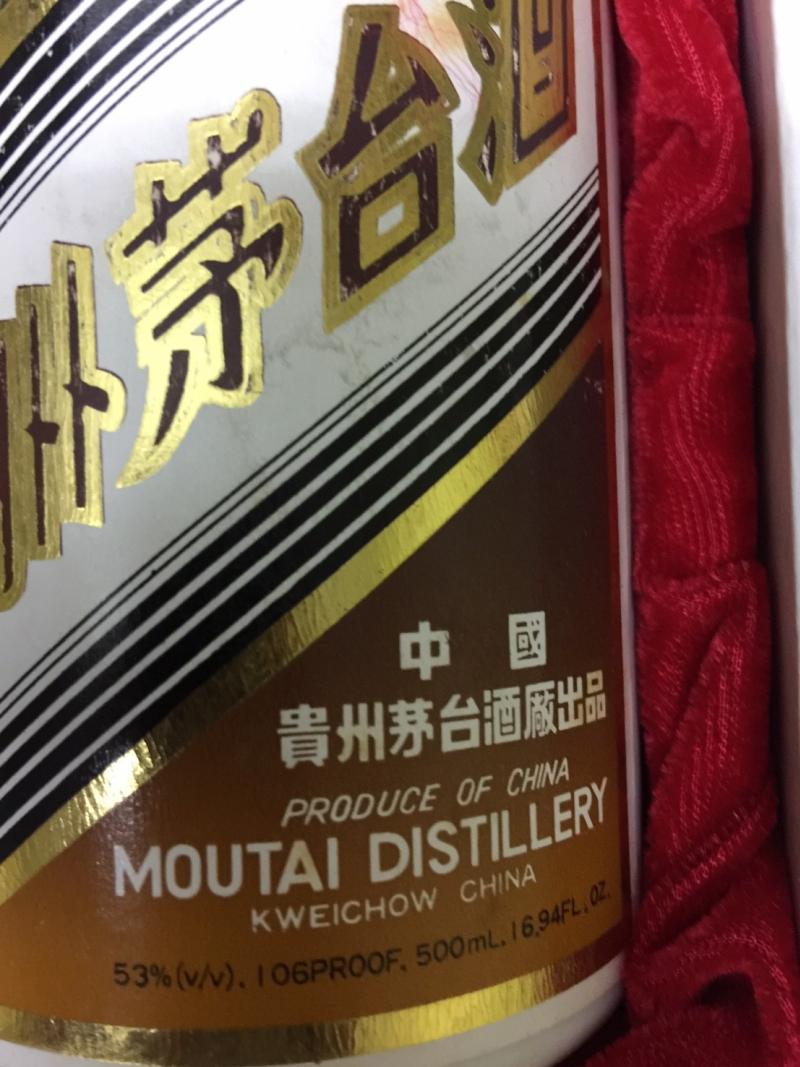 州茅台酒
中國
貴州茅台酒廠出品
PRODUCE OF CHINA
MOUTAI DISTILLERY
KWEICHOW CHINA
53%(v/v). 106PROOF. 500mL. 16.94FL.OZ.